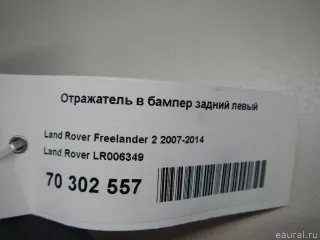 Отражатель в бампер задний левый
Land Rover Freelander 2 2007-2014
Land Rover LR006349
70 302 557
eaural.ru